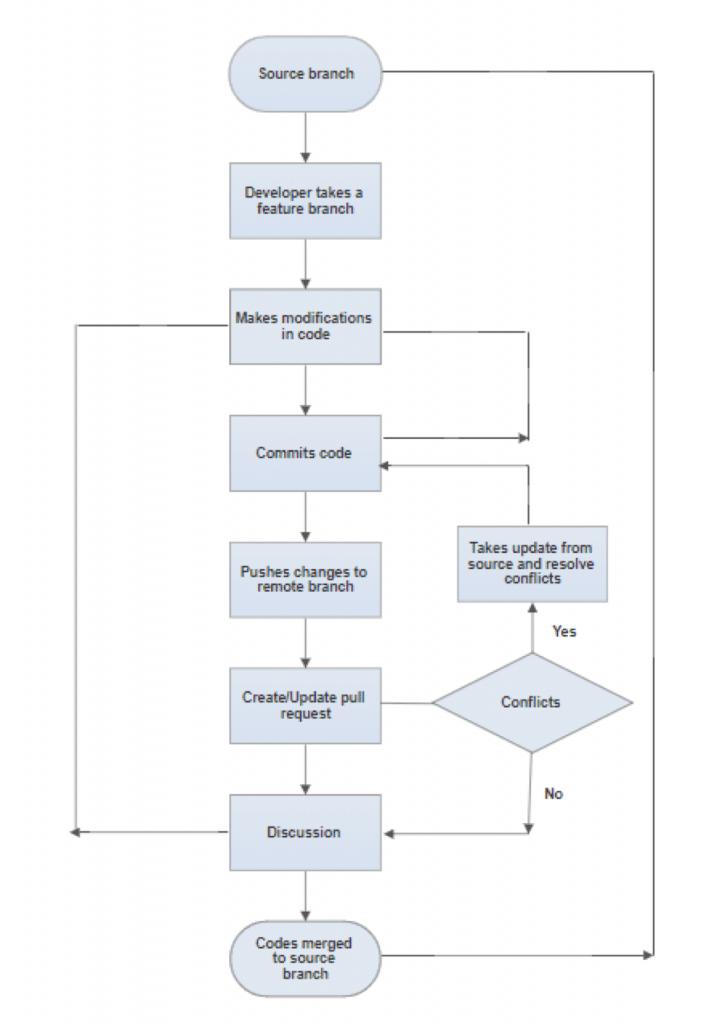 Source branch
Developer takes a
feature branch
Makes modifications
in code
Commits code
Takes update from
source and resolve
conflicts
Pushes changes to
remote branch
Yes
Create/Update pull
request
Conflicts
No
Discussion
Codes merged
to source
branch